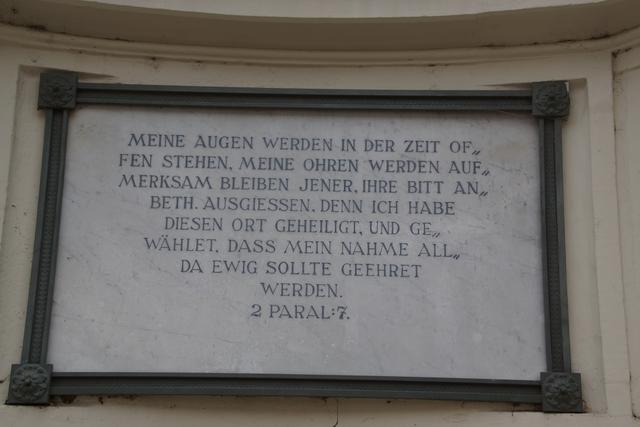 MEINE AUGEN WERDEN IN DER ZEIT OF„
FEN STEHEN, MEINE OHREN WERDEN AUF„
MERKSAM BLEIBEN JENER, IHRE BITT AN„
BETH. AUSGIESSEN. DENN ICH HABE
DIESEN ORT GEHEILIGT, UND GE„
WÄHLET, DASS MEIN NAHME ALL„
DA EWIG SOLLTE GEEHRET
WERDEN.
2 PARAL:7.